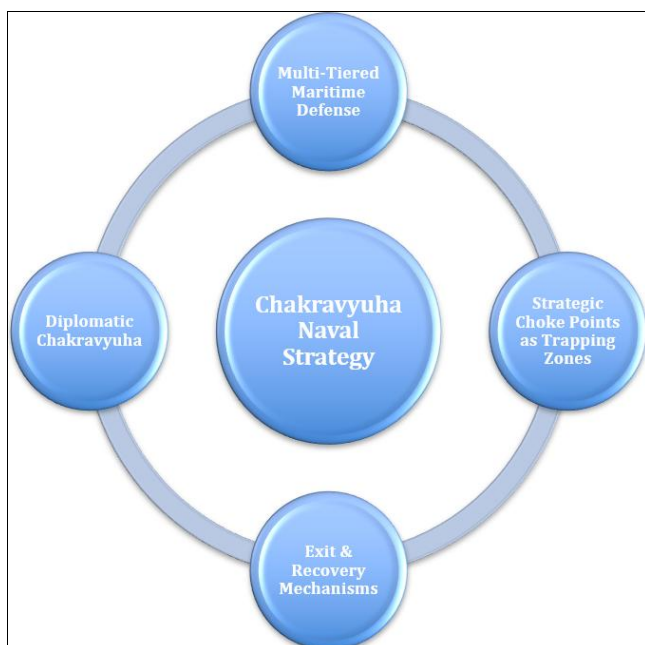 Multi-Tiered
Maritime
Defense
Diplomatic
Chakravyuha
Chakravyuha
Naval
Strategy
Strategic
Choke Points
as Trapping
Zones
Exit &
Recovery
Mechanisms